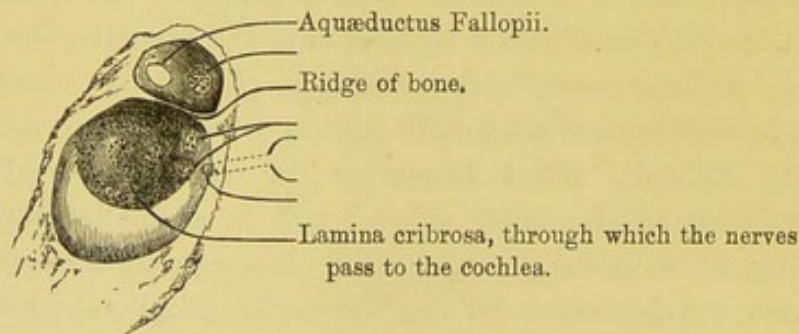 Aquæductus Fallopii.
Ridge of bone.
Lamina cribrosa, through which the nerves
pass to the cochlea.